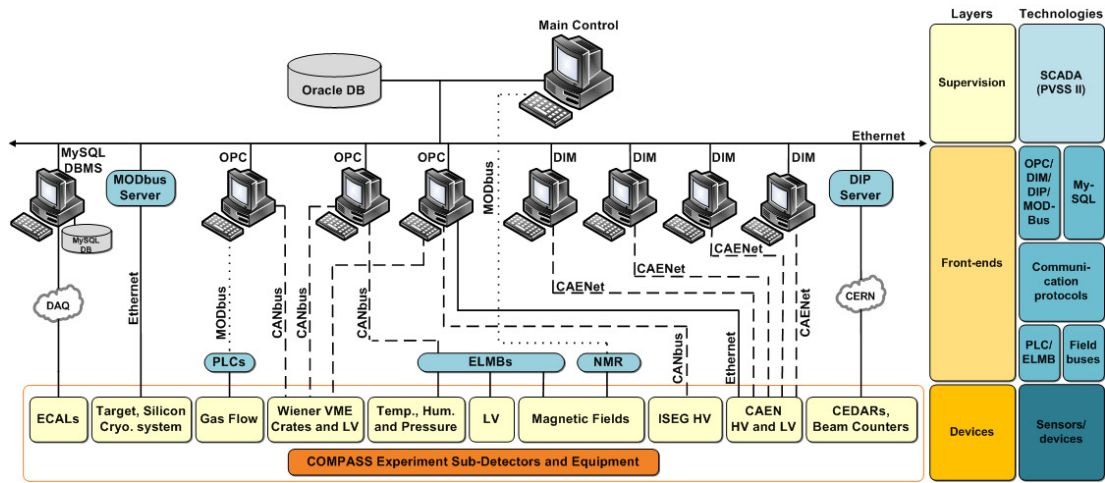 Main Control
Layers
Technologies
Oracle DB
Supervision
SCADA
(PVSS II)
Ethernet
MySQL
DBMS
MODbus
Server
OPC
OPC
OPC
MODbus
DIM
DIM
DIM
DIM
DIP
Server
OPC/
DIM/
DIP/
MOD-
Bus
My-
SQL
MySQL
DB
CAENet
CAENet
CAENet
CAENet
DAQ
Ethernet
MODbus
CANbus
CANbus
CANbus
CANbus
Ethernet
CERN
Front-ends
Communi-
cation
protocols
PLCs
ELMBs
NMR
PLC/
ELMB
Field
buses
ECALs
Target, Silicon
Cryo. system
Gas Flow
Wiener VME
Crates and LV
Temp., Hum.
and Pressure
LV
Magnetic Fields
ISEG HV
CAEN
HV and LV
CEDARs,
Beam Counters
Devices
Sensors/
devices
COMPASS Experiment Sub-Detectors and Equipment